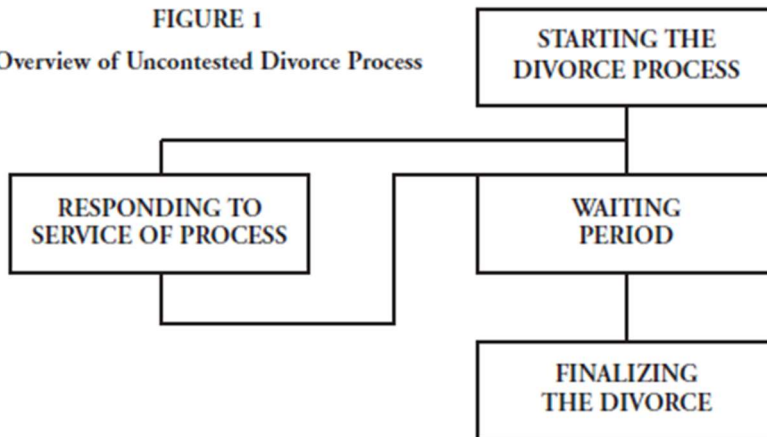 FIGURE 1
Overview of Uncontested Divorce Process
STARTING THE
DIVORCE PROCESS
RESPONDING TO
SERVICE OF PROCESS
WAITING
PERIOD
FINALIZING
THE DIVORCE